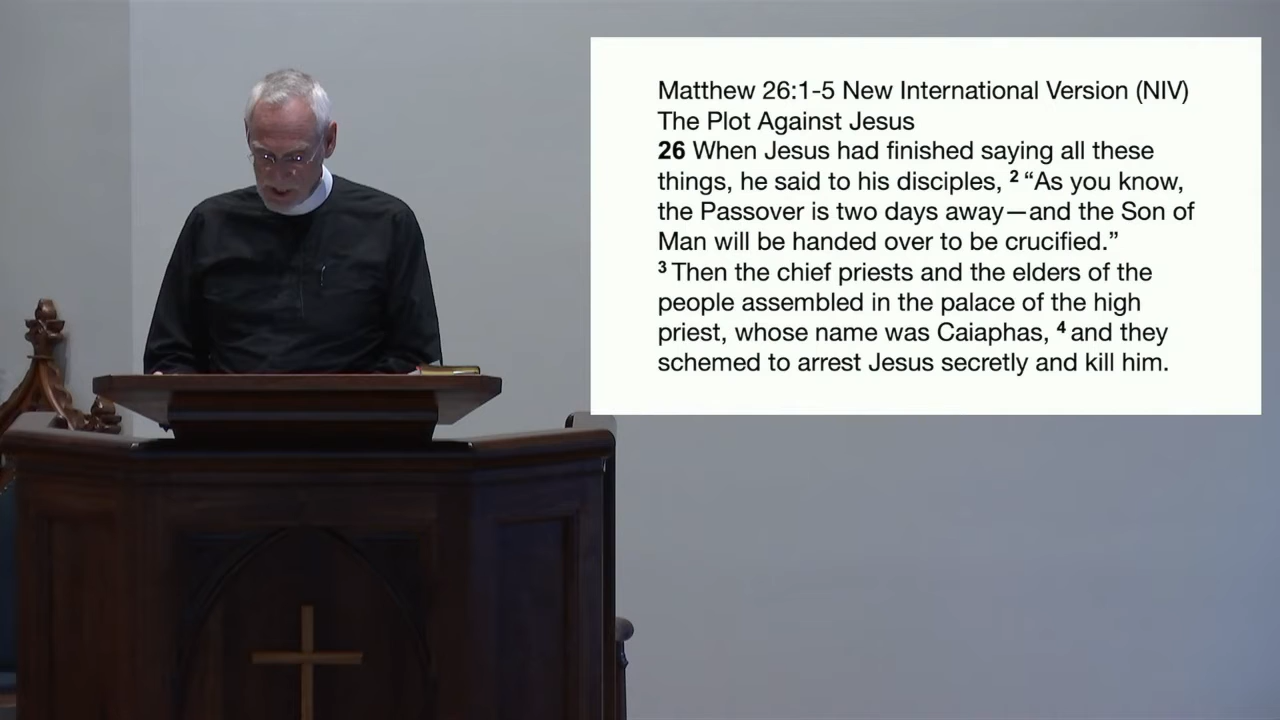 Matthew 26:1-5 New International Version (NIV)
The Plot Against Jesus
26 When Jesus had finished saying all these
things, he said to his disciples, 2 “As you know,
the Passover is two days away—and the Son of
Man will be handed over to be crucified.”
3 Then the chief priests and the elders of the
people assembled in the palace of the high
priest, whose name was Caiaphas, 4 and they
schemed to arrest Jesus secretly and kill him.